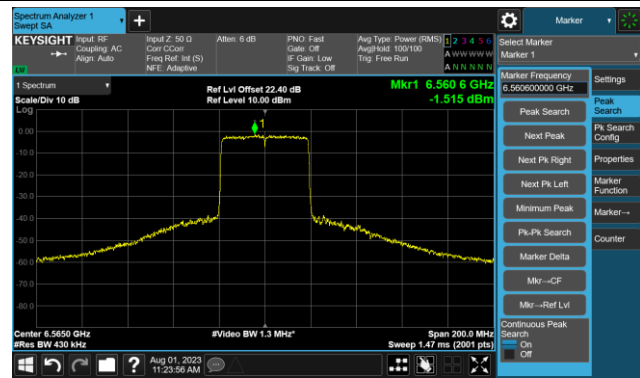 Spectrum Analyzer 1
Swept SA
Marker
KEYSIGHT
Input: RF
Coupling: AC
Align: Auto
Input Z: 50 Ω
Corr CCorr
Freq Ref: Int (S)
NFE: Adaptive
Atten: 6 dB
PNO: Fast
Gate: Off
IF Gain: Low
Sig Track: Off
Avg Type: Power (RMS)
Avg|Hold: 100/100
Trig: Free Run
1 2 3 4 5 6
A W W W W W
A N N N N N
Select Marker
Marker 1
1 Spectrum
Scale/Div 10 dB
Log
Ref Lvl Offset 22.40 dB
Ref Level 10.00 dBm
Mkr1 6.560 6 GHz
-1.515 dBm
1
0.00
-10.0
-20.0
-30.0
-40.0
-50.0
-60.0
-70.0
-80.0
Center 6.5650 GHz
#Res BW 430 kHz
#Video BW 1.3 MHz*
Span 200.0 MHz
Sweep 1.47 ms (2001 pts)
Marker Frequency
6.560600000 GHz
Peak Search
Next Peak
Next Pk Right
Next Pk Left
Minimum Peak
Pk-Pk Search
Marker Delta
Mkr→CF
Mkr→Ref Lvl
Continuous Peak
Search
On
Off
Settings
Peak
Search
Pk Search
Config
Properties
Marker
Function
Marker→
Counter
?
Aug 01, 2023
11:23:56 AM